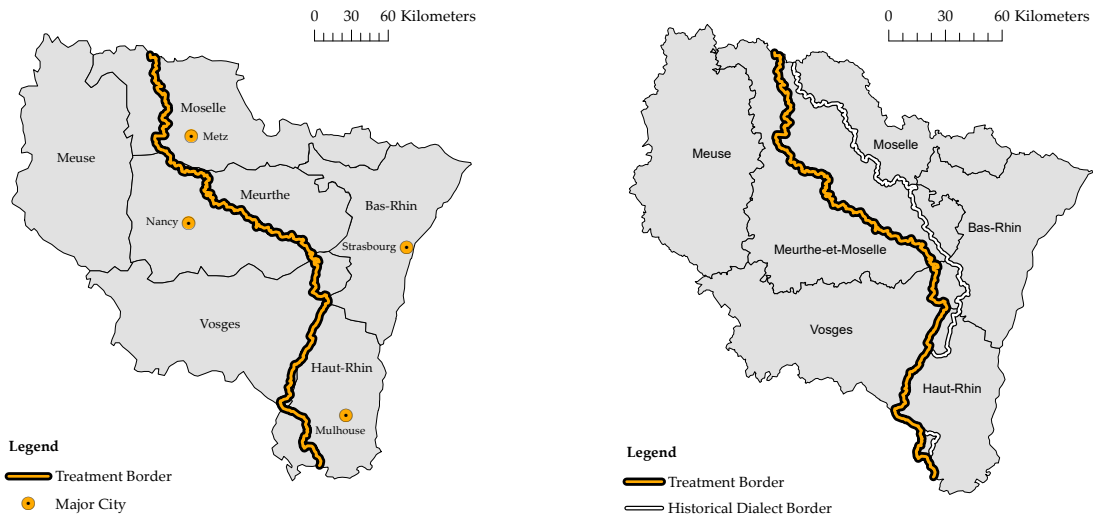 0 30 60 Kilometers
Moselle
Metz
Meuse
Meurthe
Bas-Rhin
Nancy
Strasbourg
Vosges
Haut-Rhin
Mulhouse
Legend
Treatment Border
Major City
0 30 60 Kilometers
Moselle
Meuse
Bas-Rhin
Meurthe-et-Moselle
Vosges
Haut-Rhin
Legend
Treatment Border
Historical Dialect Border